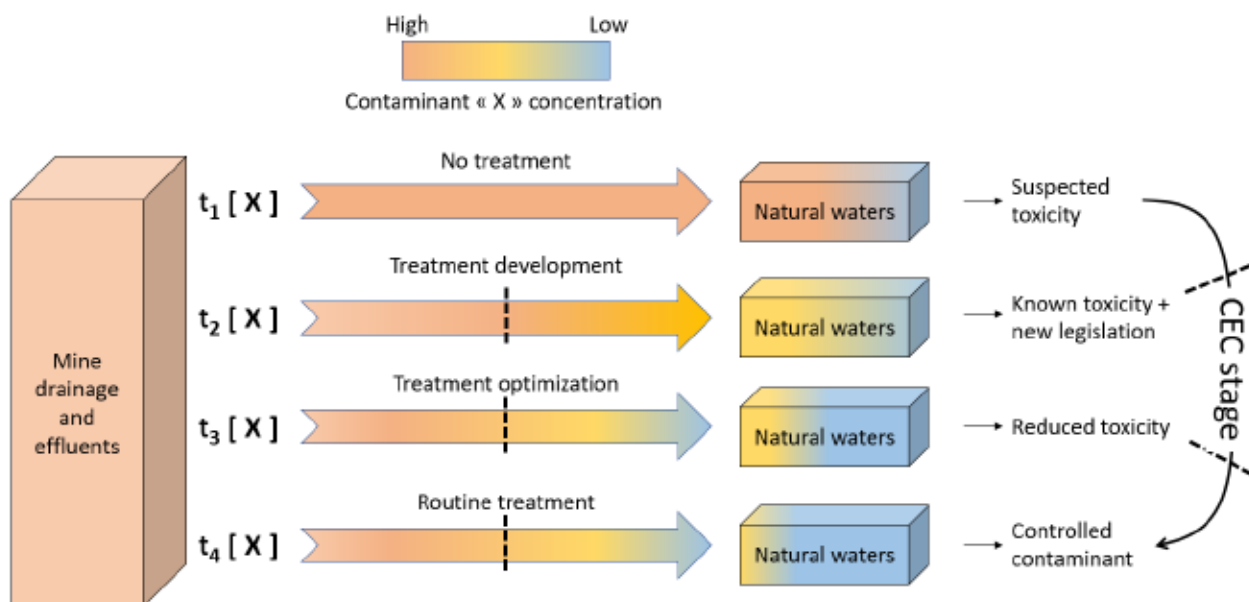 High Low
Contaminant « X » concentration
No treatment
t₁ [ X ]
Natural waters
Suspected
toxicity
Treatment development
t₂ [ X ]
Natural waters
Known toxicity +
new legislation
Mine
drainage
and
effluents
Treatment optimization
t₃ [ X ]
Natural waters
Reduced toxicity
Routine treatment
t₄ [ X ]
Natural waters
Controlled
contaminant
CEC stage